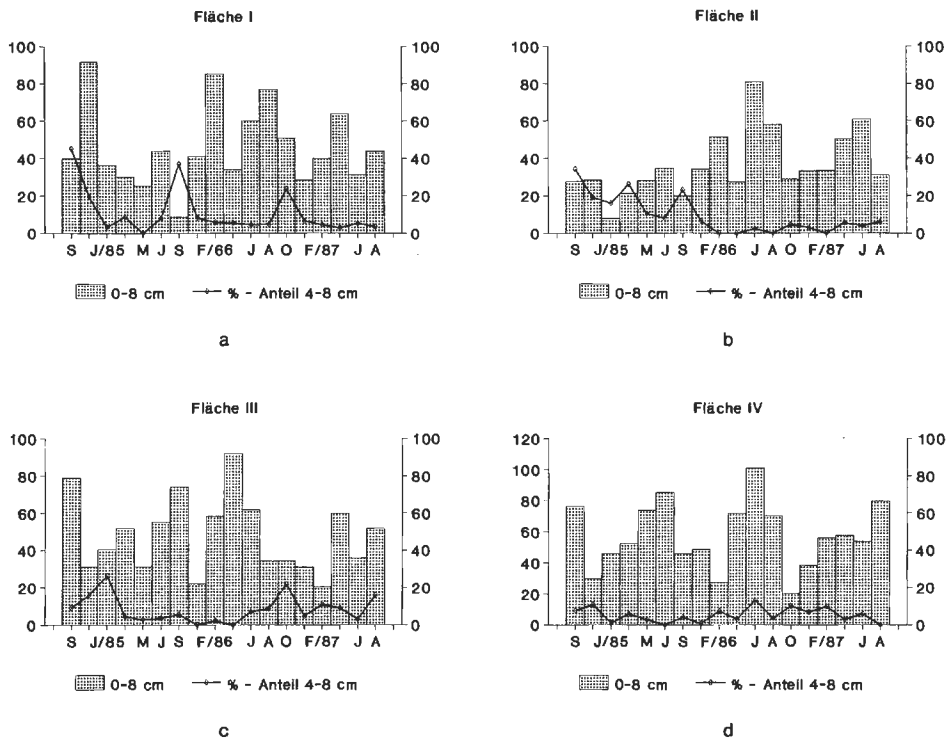 Fläche I
100 100
80 80
60 60
40 40
20 20
0 0
S J/85 M J S F/86 J A O F/87 J A
0-8 cm % - Anteil 4-8 cm
a
Fläche II
100 100
80 80
60 60
40 40
20 20
0 0
S J/85 M J S F/86 J A O F/87 J A
0-8 cm % - Anteil 4-8 cm
b
Fläche III
100 100
80 80
60 60
40 40
20 20
0 0
S J/85 M J S F/86 J A O F/87 J A
0-8 cm % - Anteil 4-8 cm
c
Fläche IV
120 100
100 80
80 60
60 40
40 20
20 0
0
S J/85 M J S F/86 J A O F/87 J A
0-8 cm % - Anteil 4-8 cm
d